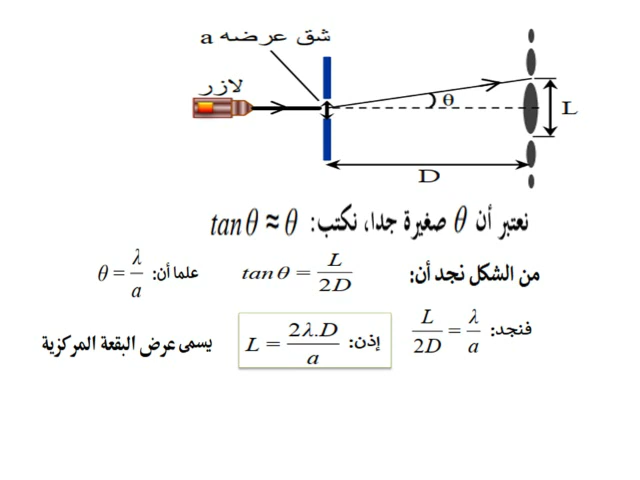 شق عرضه a
لازر
θ
L
D
نعتبر أن θ صغيرة جدا، نكتب: tanθ ≈ θ
من الشكل نجد أن: tanθ = L/2D علما أن: θ = λ/a
فنجد: L/2D = λ/a إذن: L = 2λ.D/a يسمى عرض البقعة المركزية